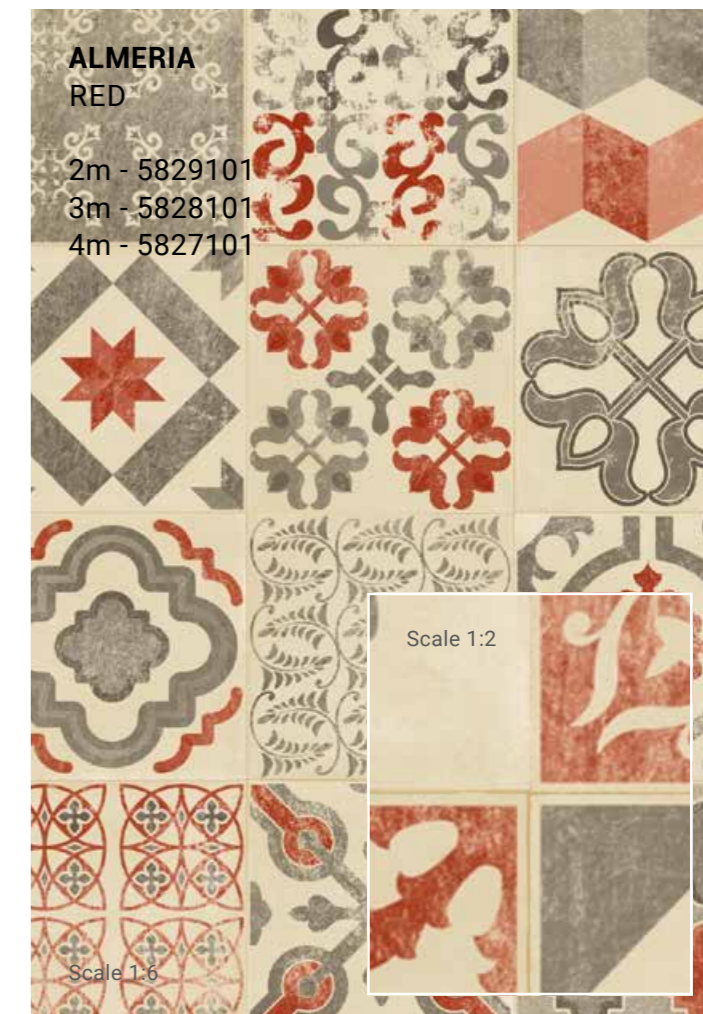 ALMERIA
RED
2m - 5829101
3m - 5828101
4m - 5827101
Scale 1:2
Scale 1:6